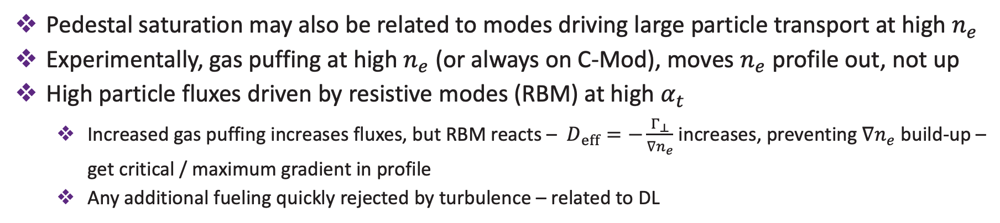 ❖ Pedestal saturation may also be related to modes driving large particle transport at high $n_e$
❖ Experimentally, gas puffing at high $n_e$ (or always on C-Mod), moves $n_e$ profile out, not up
❖ High particle fluxes driven by resistive modes (RBM) at high $\alpha_t$
❖ Increased gas puffing increases fluxes, but RBM reacts – $D_{\text{eff}} = -\frac{\Gamma_\perp}{\nabla n_e}$ increases, preventing $\nabla n_e$ build-up –
get critical / maximum gradient in profile
❖ Any additional fueling quickly rejected by turbulence – related to DL